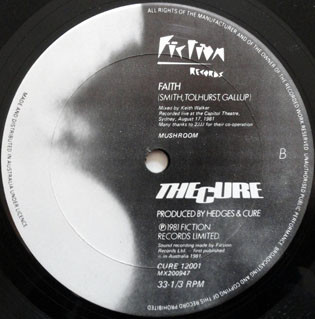 Fiction
RECORDS
FAITH
(SMITH, TOLHURST, GALLUP)
Mixed by Keith Walker
Recorded live at the Capitol Theatre,
Sydney, August 17, 1981
Many thanks to 2JJJ for their co-operation
MUSHROOM
B
THE CURE
PRODUCED BY HEDGES & CURE
℗ 1981 FICTION
RECORDS LIMITED.
Sound recording made by Fiction
Records Ltd. - first published
in Australia 1981.
CURE 12001
MX200947
33-1/3 RPM
ALL RIGHTS OF THE MANUFACTURER AND OF THE OWNER OF THE RECORDED WORK RESERVED. UNAUTHORISED PUBLIC PERFORMANCE, BROADCASTING AND COPYING OF THIS RECORD PROHIBITED
MADE AND DISTRIBUTED IN AUSTRALIA UNDER LICENCE